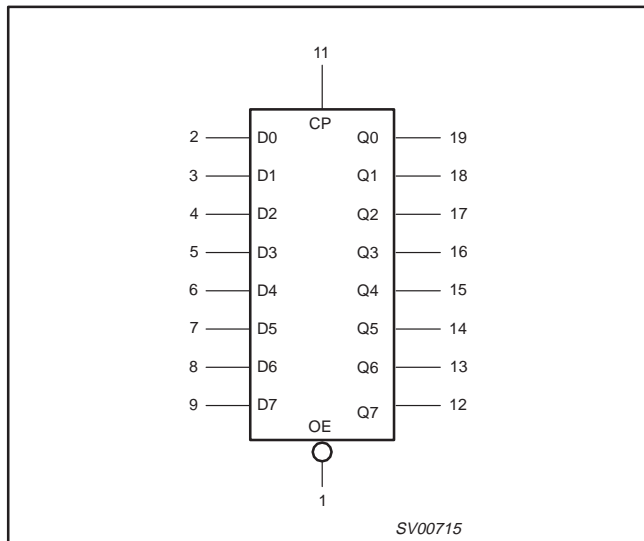 11
CP
2 D0 Q0 19
3 D1 Q1 18
4 D2 Q2 17
5 D3 Q3 16
6 D4 Q4 15
7 D5 Q5 14
8 D6 Q6 13
9 D7 Q7 12
OE
1
SV00715